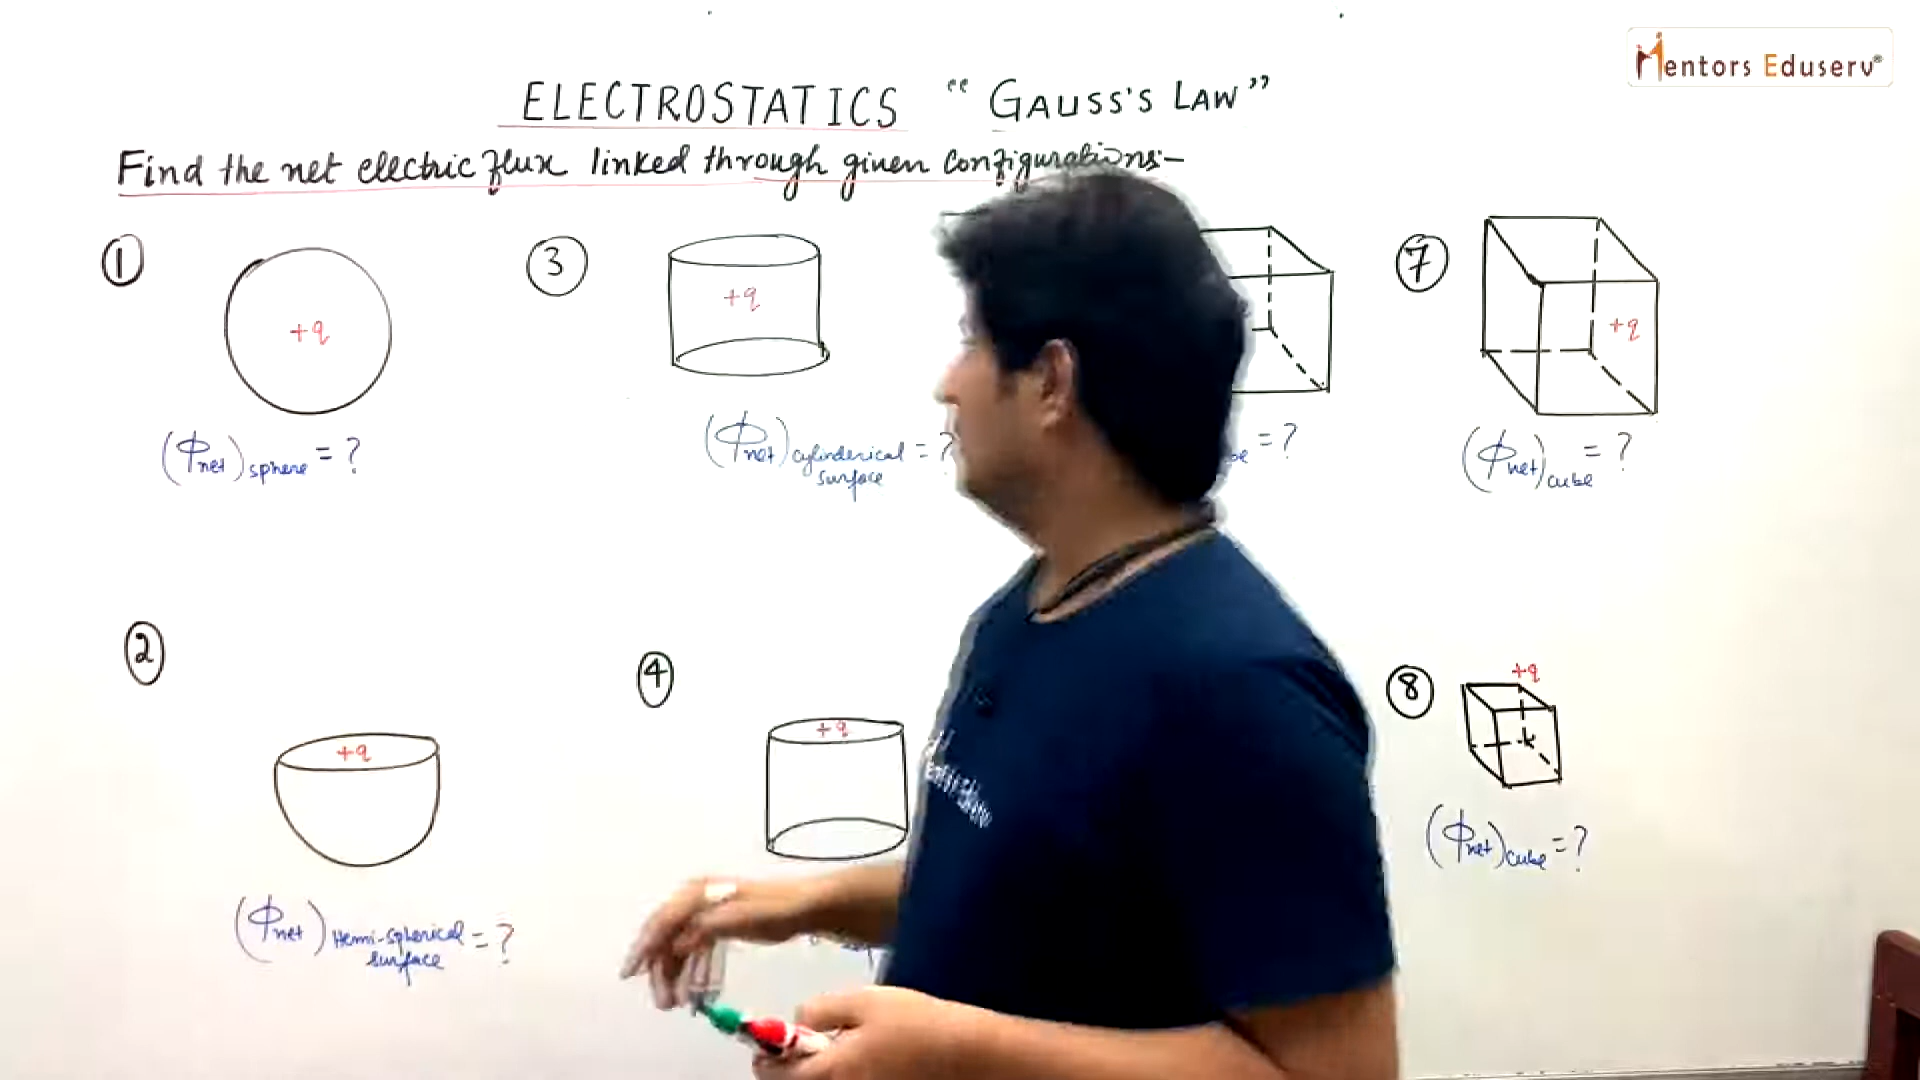 Mentors Eduserv®
ELECTROSTATICS “GAUSS'S LAW”
Find the net electric flux linked through given configurations:-
1
+q
(Φnet)sphere = ?
3
+q
(Φnet)cylinderical surface = ?
= ?
7
+q
(Φnet)cube = ?
2
+q
(Φnet)Hemi-spherical surface = ?
4
+q
8
+q
(Φnet)cube = ?